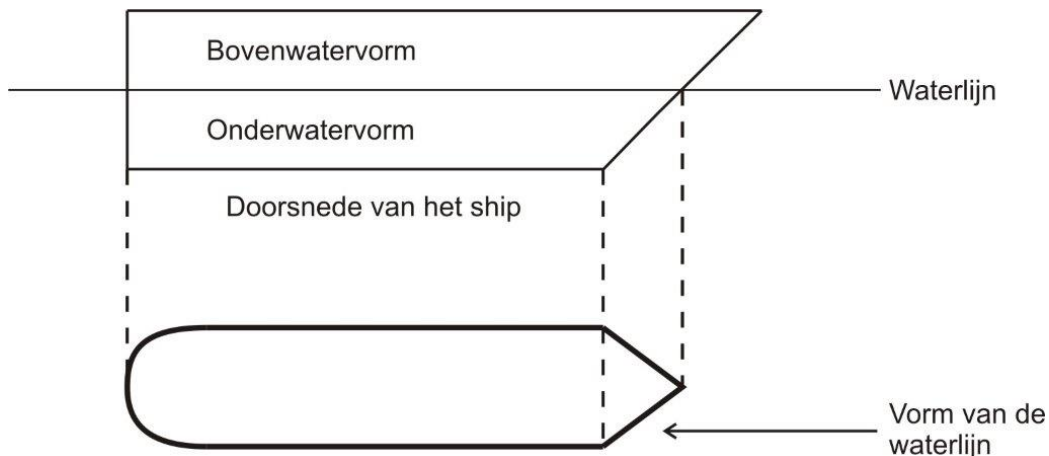 Bovenwatervorm
Waterlijn
Onderwatervorm
Doorsnede van het ship
Vorm van de
waterlijn